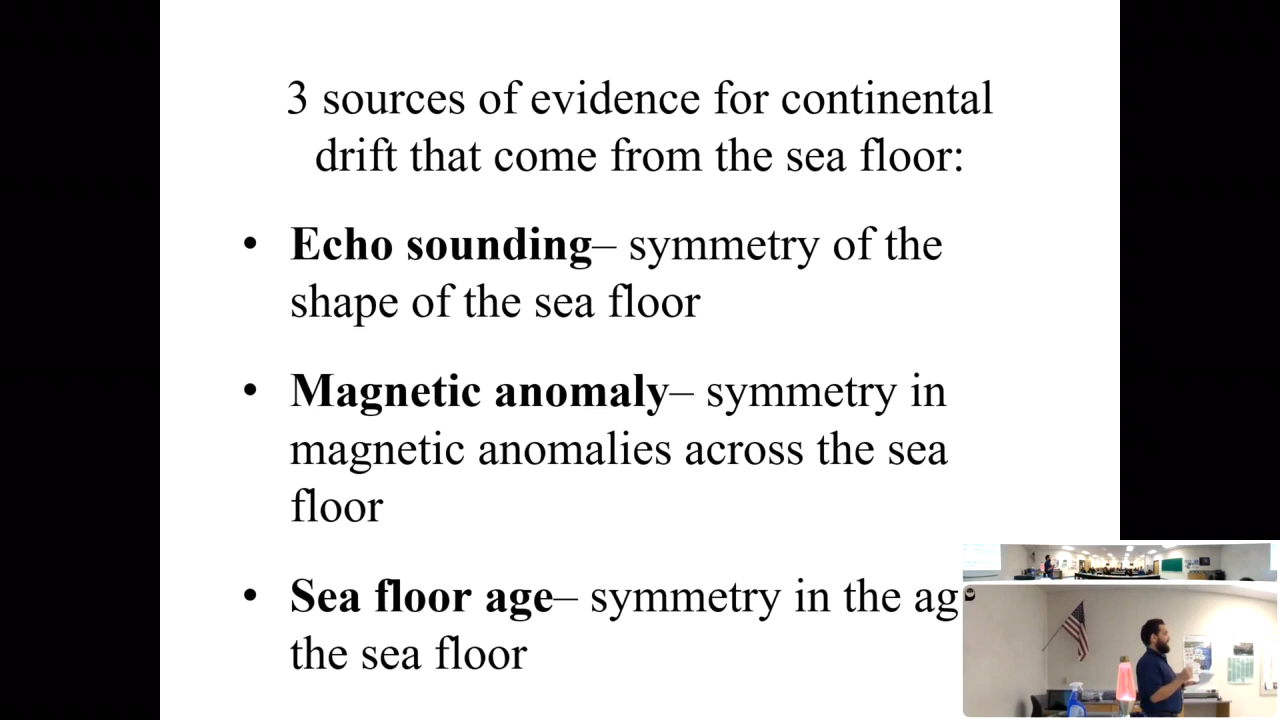 3 sources of evidence for continental
drift that come from the sea floor:
• Echo sounding– symmetry of the
shape of the sea floor
• Magnetic anomaly– symmetry in
magnetic anomalies across the sea
floor
• Sea floor age– symmetry in the ag
the sea floor